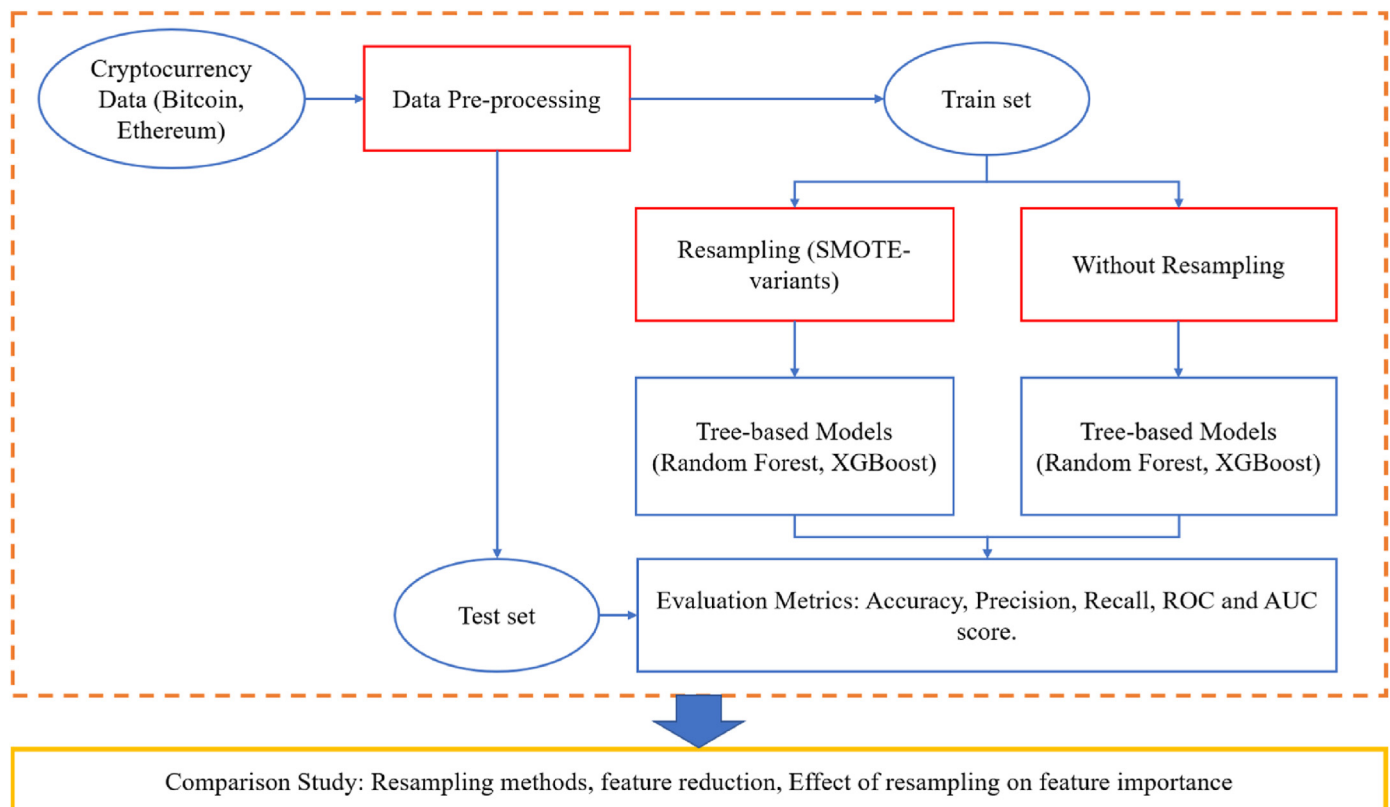 Cryptocurrency
Data (Bitcoin,
Ethereum)
Data Pre-processing
Train set
Resampling (SMOTE-
variants)
Without Resampling
Tree-based Models
(Random Forest, XGBoost)
Tree-based Models
(Random Forest, XGBoost)
Test set
Evaluation Metrics: Accuracy, Precision, Recall, ROC and AUC
score.
Comparison Study: Resampling methods, feature reduction, Effect of resampling on feature importance